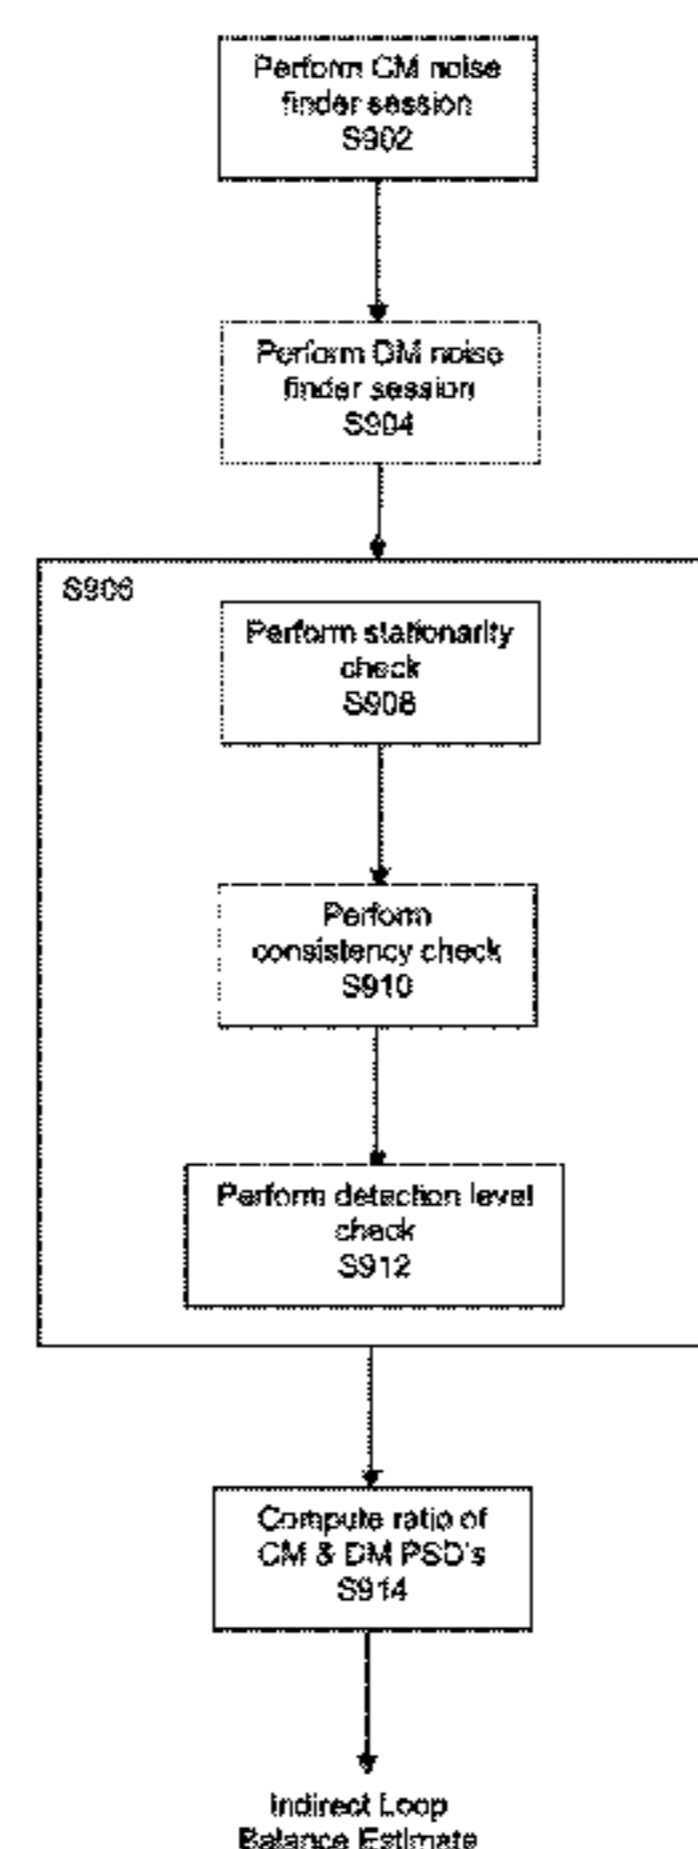 Perform CM noise
finder session
S902
Perform DM noise
finder session
S904
S906
Perform stationarity
check
S908
Perform
consistency check
S910
Perform detection level
check
S912
Compute ratio of
CM & DM PSD's
S914
Indirect Loop
Balance Estimate